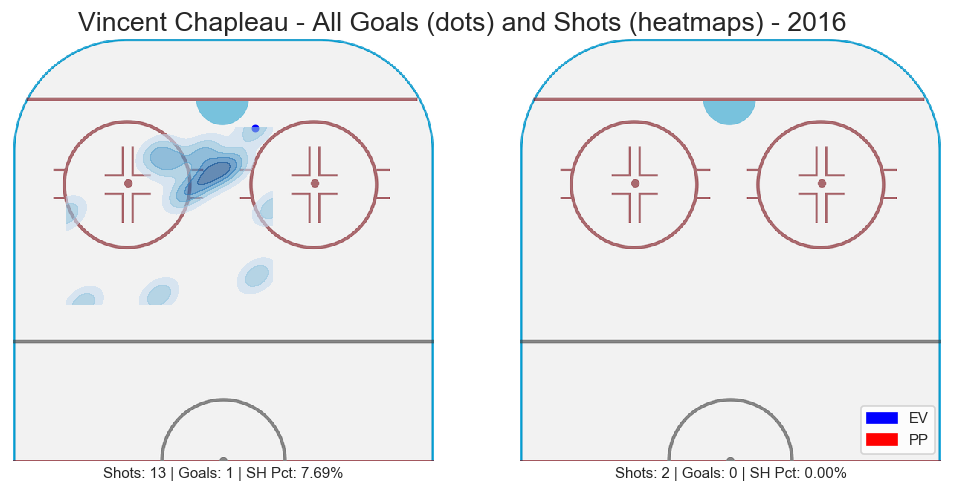 Vincent Chapleau - All Goals (dots) and Shots (heatmaps) - 2016
EV
PP
Shots: 13 | Goals: 1 | SH Pct: 7.69%
Shots: 2 | Goals: 0 | SH Pct: 0.00%